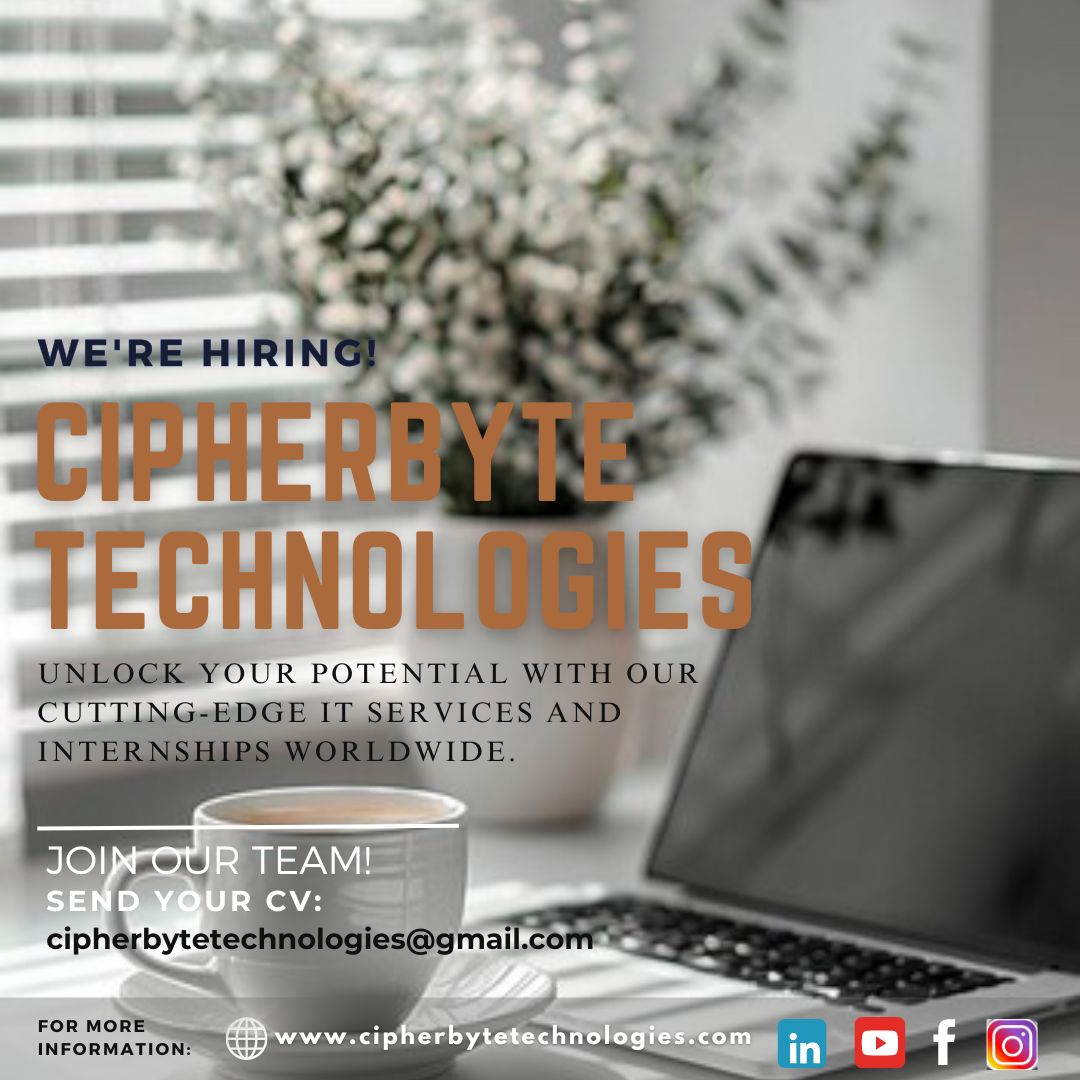 WE'RE HIRING!
CIPHERBYTE
TECHNOLOGIES
UNLOCK YOUR POTENTIAL WITH OUR
CUTTING-EDGE IT SERVICES AND
INTERNSHIPS WORLDWIDE.
JOIN OUR TEAM!
SEND YOUR CV:
cipherbytetechnologies@gmail.com
FOR MORE
INFORMATION:
www.cipherbytetechnologies.com
in
f